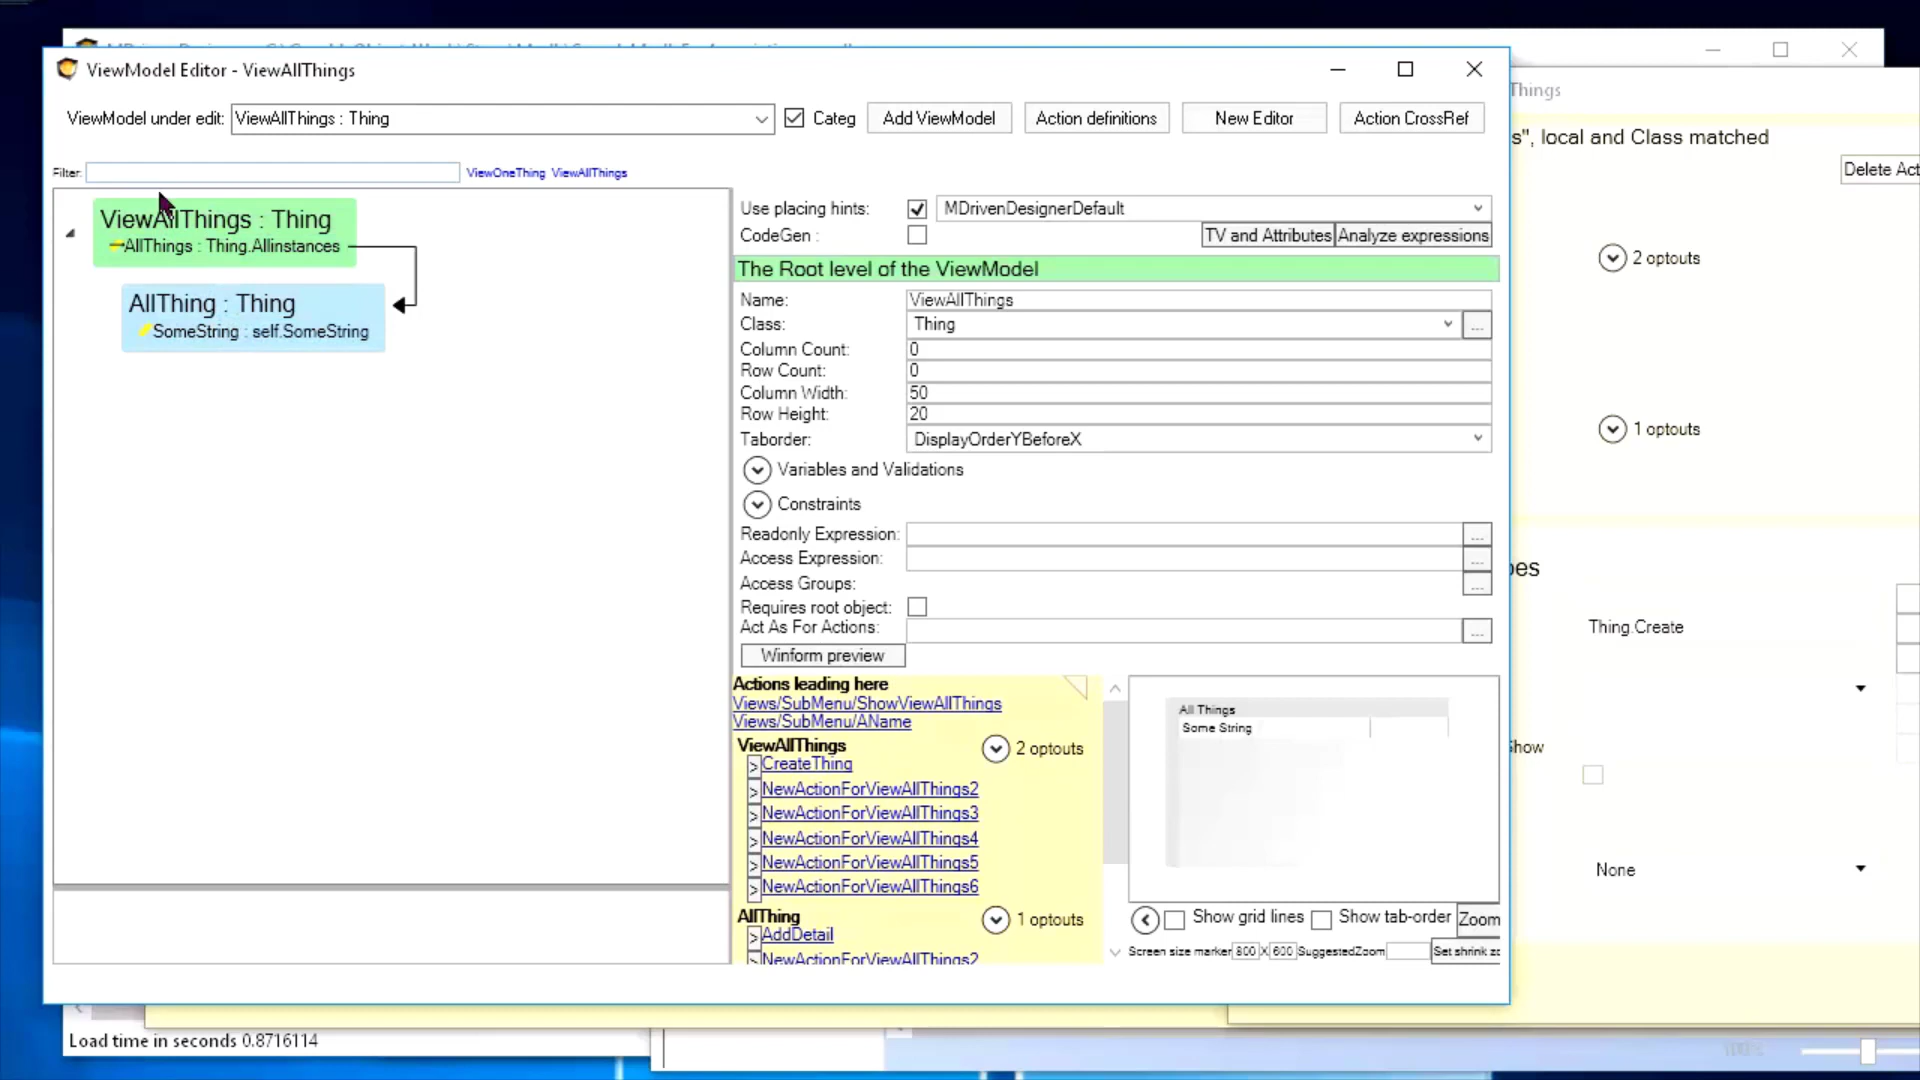 ViewModel Editor - ViewAllThings
Things
ViewModel under edit: ViewAllThings : Thing
Categ
Add ViewModel
Action definitions
New Editor
Action CrossRef
s", local and Class matched
Delete Act
Filter:
ViewOneThing ViewAllThings
ViewAllThings : Thing
AllThings : Thing.Allinstances
AllThing : Thing
SomeString : self.SomeString
Use placing hints: MDrivenDesignerDefault
CodeGen :
TV and Attributes
Analyze expressions
The Root level of the ViewModel
Name: ViewAllThings
Class: Thing ...
Column Count: 0
Row Count: 0
Column Width: 50
Row Height: 20
Taborder: DisplayOrderYBeforeX
Variables and Validations
Constraints
Readonly Expression: ...
Access Expression: ...
Access Groups: ...
Requires root object:
Act As For Actions: ...
Winform preview
Actions leading here
Views/SubMenu/ShowViewAllThings
Views/SubMenu/AName
ViewAllThings
2 optouts
> CreateThing
> NewActionForViewAllThings2
> NewActionForViewAllThings3
> NewActionForViewAllThings4
> NewActionForViewAllThings5
> NewActionForViewAllThings6
AllThing
1 optouts
> AddDetail
NewActionForViewAllThings2
All Things
Some String
Show grid lines
Show tab-order
Zoom
Screen size marker 800 X 600 SuggestedZoom
Set shrink zo
2 optouts
1 optouts
pes
Thing.Create
Show
None
Load time in seconds 0.8716114
100%